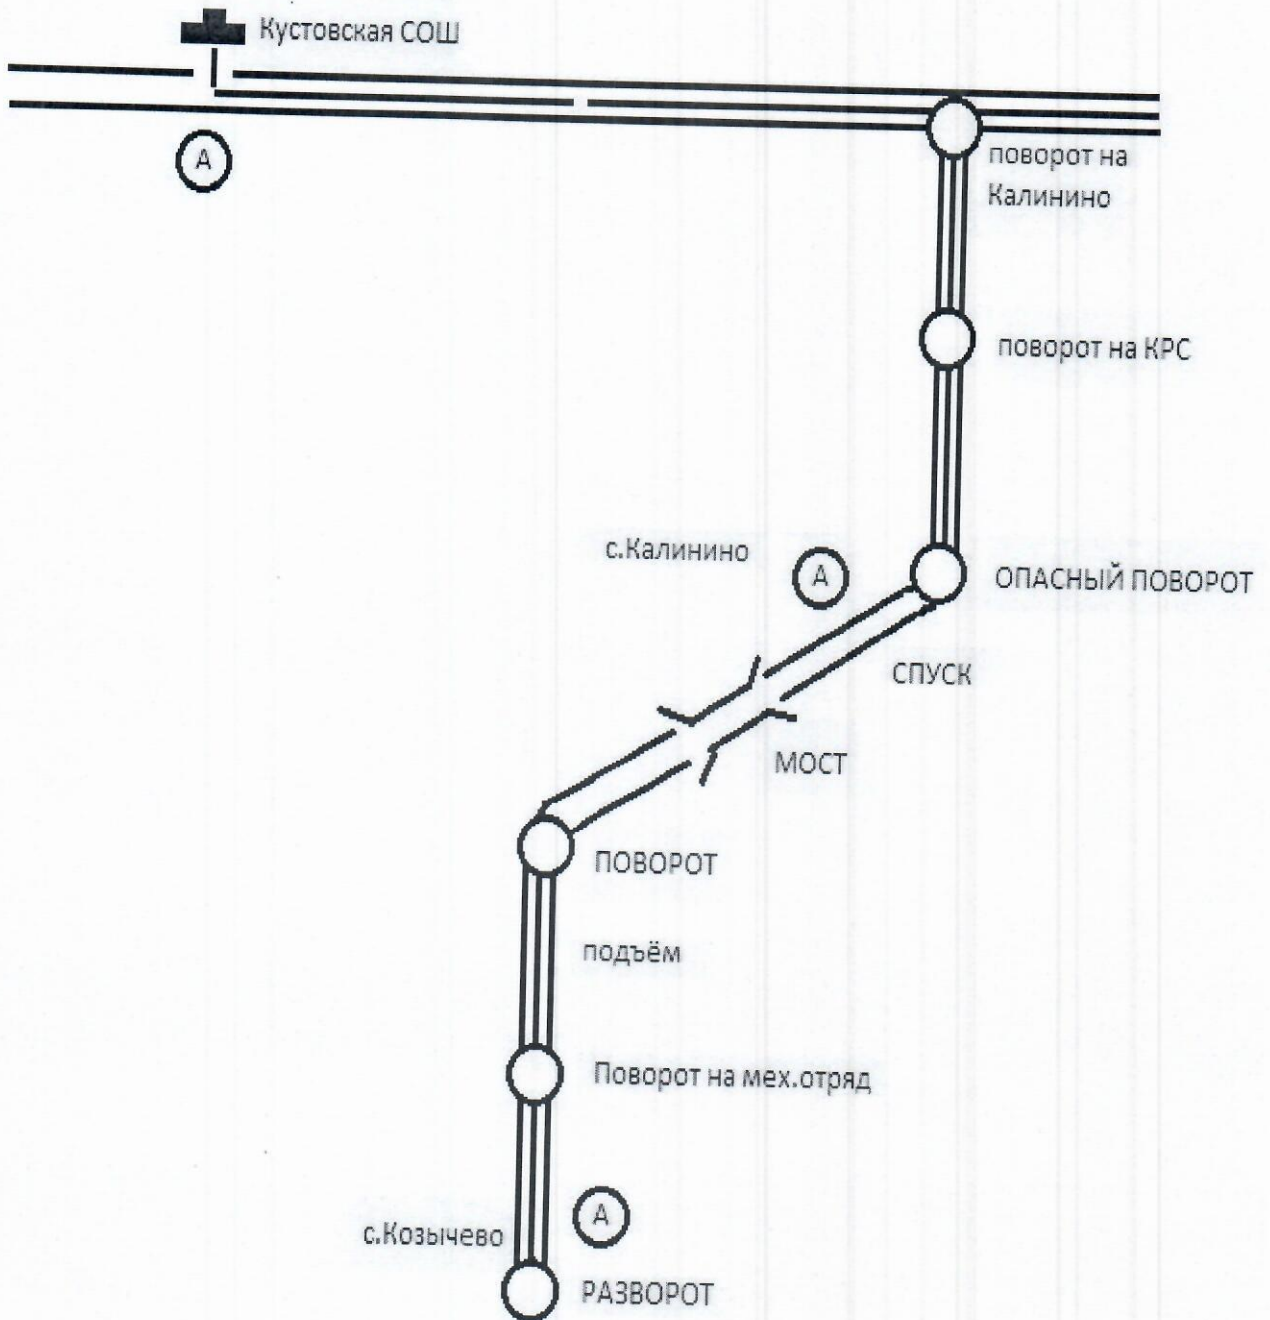 Кустовская СОШ
А
поворот на
Калинино
поворот на КРС
с.Калинино
А
ОПАСНЫЙ ПОВОРОТ
СПУСК
МОСТ
ПОВОРОТ
подъём
Поворот на мех.отряд
А
с.Козычево
РАЗВОРОТ